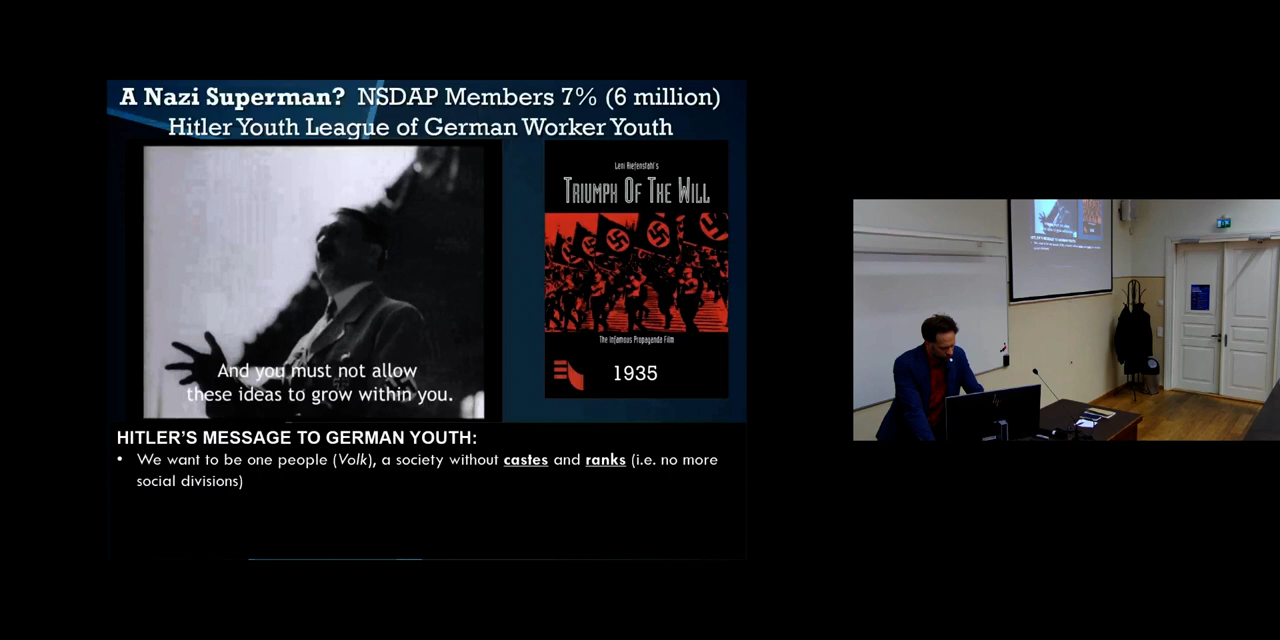 A Nazi Superman? NSDAP Members 7% (6 million)
Hitler Youth League of German Worker Youth
And you must not allow
these ideas to grow within you.
Leni Riefenstahl's
TRIUMPH OF THE WILL
The Infamous Propaganda Film
1935
HITLER'S MESSAGE TO GERMAN YOUTH:
• We want to be one people (Volk), a society without castes and ranks (i.e. no more
social divisions)